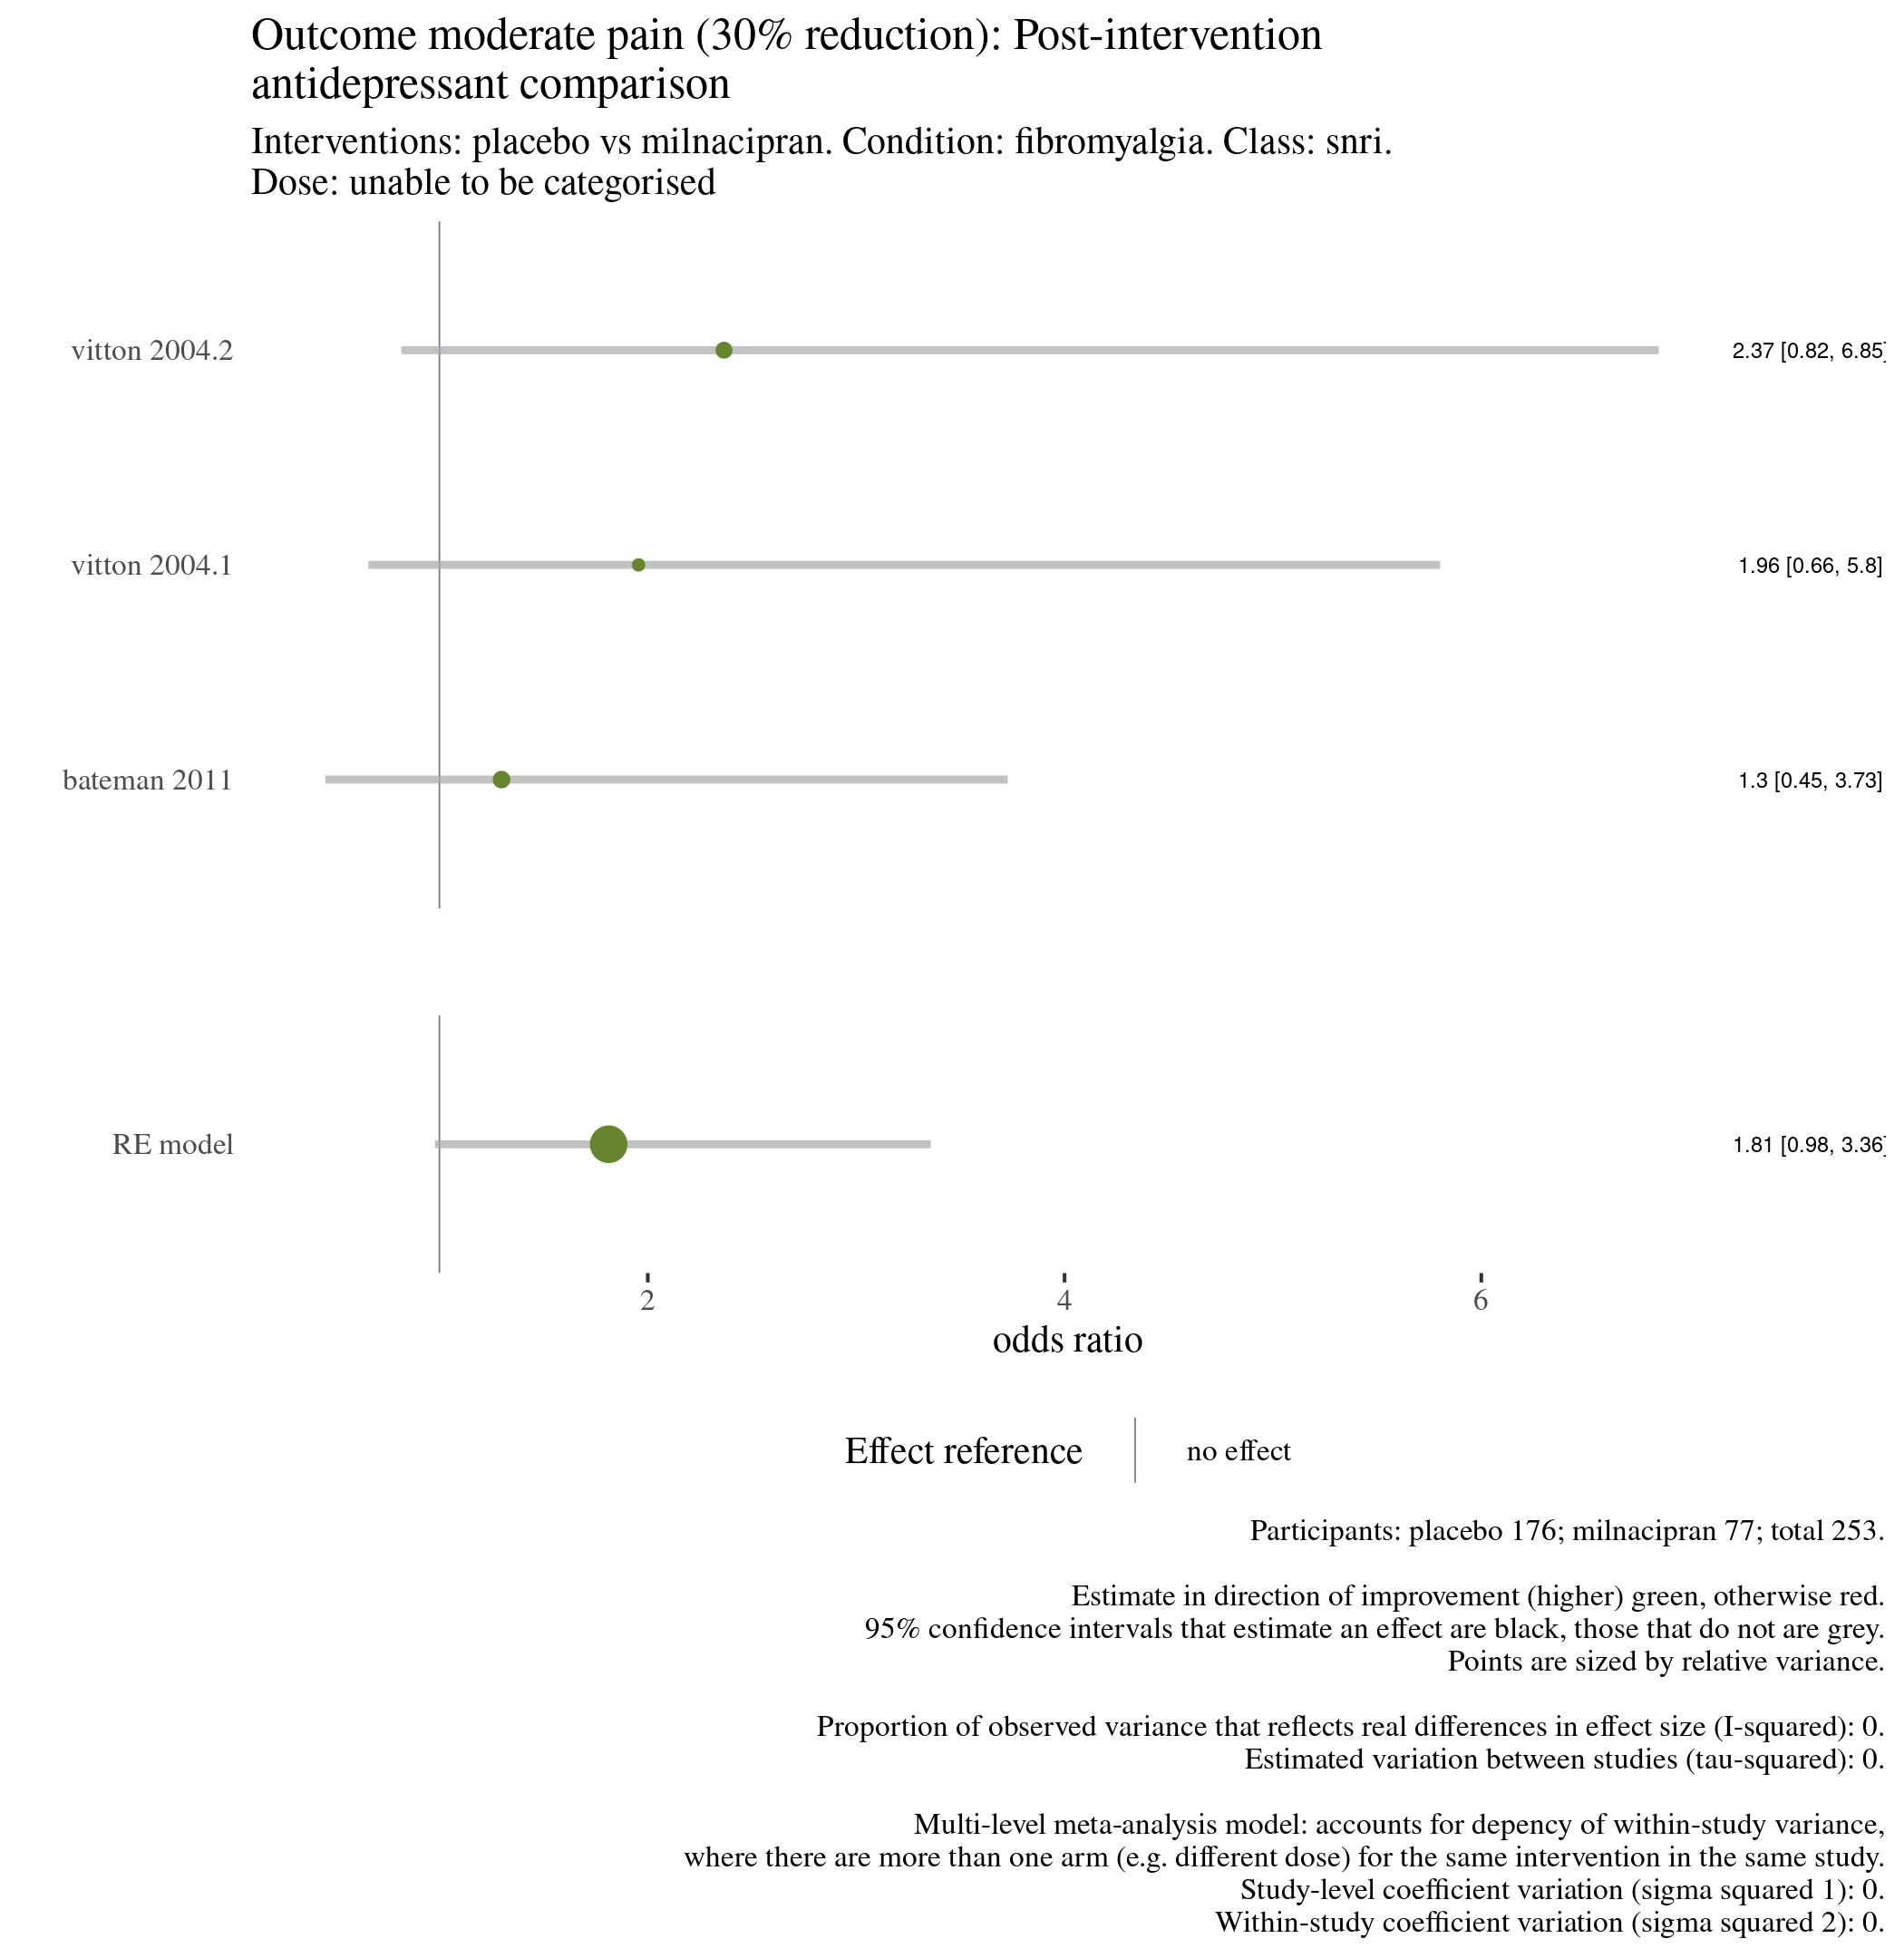 Outcome moderate pain (30% reduction): Post-intervention
antidepressant comparison
Interventions: placebo vs milnacipran. Condition: fibromyalgia. Class: snri.
Dose: unable to be categorised
vitton 2004.2
2.37 [0.82, 6.85]
vitton 2004.1
1.96 [0.66, 5.8]
bateman 2011
1.3 [0.45, 3.73]
RE model
1.81 [0.98, 3.36]
2 4 6
odds ratio
Effect reference no effect
Participants: placebo 176; milnacipran 77; total 253.
Estimate in direction of improvement (higher) green, otherwise red.
95% confidence intervals that estimate an effect are black, those that do not are grey.
Points are sized by relative variance.
Proportion of observed variance that reflects real differences in effect size (I-squared): 0.
Estimated variation between studies (tau-squared): 0.
Multi-level meta-analysis model: accounts for depency of within-study variance,
where there are more than one arm (e.g. different dose) for the same intervention in the same study.
Study-level coefficient variation (sigma squared 1): 0.
Within-study coefficient variation (sigma squared 2): 0.